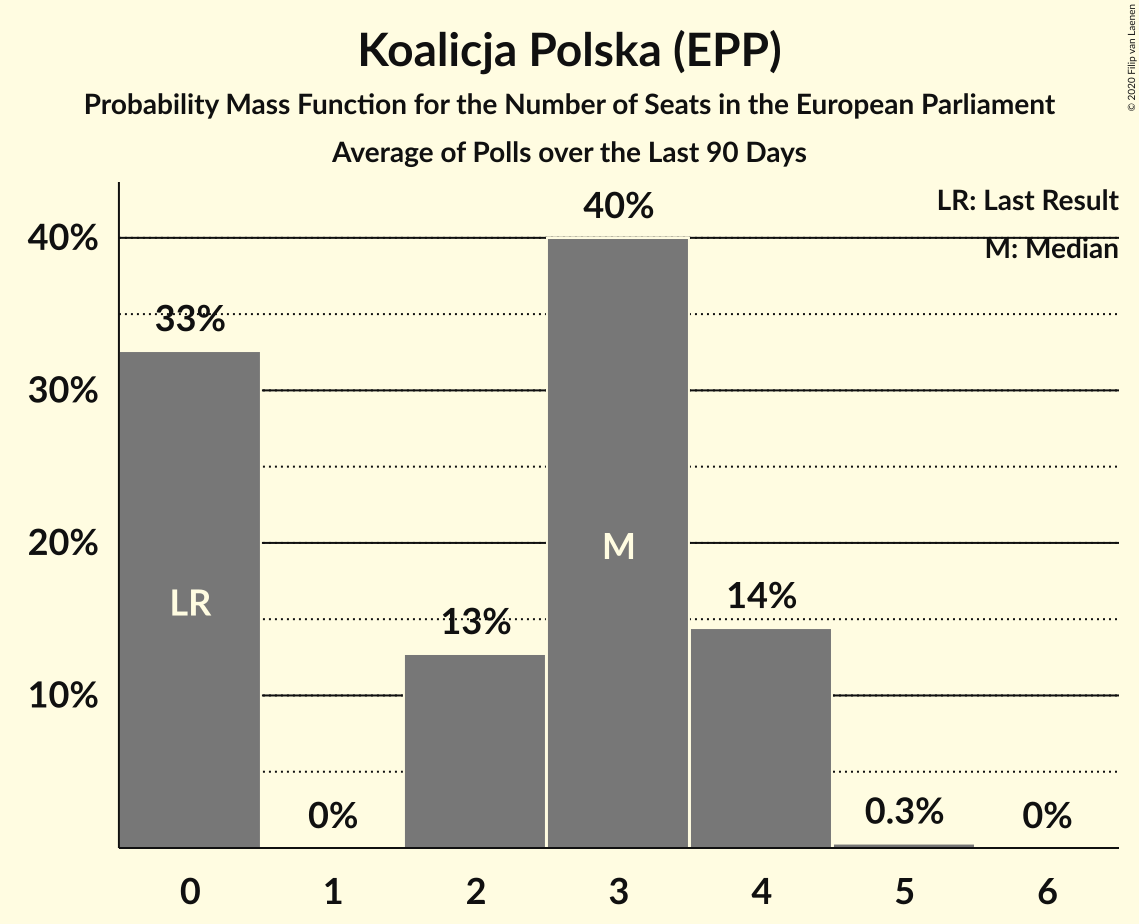 Koalicja Polska (EPP)
Probability Mass Function for the Number of Seats in the European Parliament
Average of Polls over the Last 90 Days
© 2020 Filip van Laenen
LR: Last Result
M: Median
40%
30%
20%
10%
33%
0%
13%
40%
14%
0.3%
0%
LR
M
0 1 2 3 4 5 6